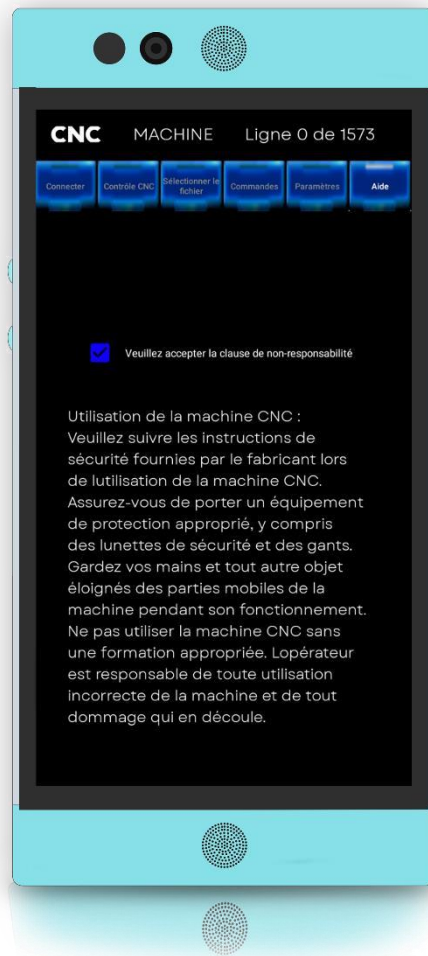 CNC MACHINE Ligne 0 de 1573
Connecter Contrôle CNC Sélectionner le fichier Commandes Paramètres Aide
Veuillez accepter la clause de non-responsabilité
Utilisation de la machine CNC :
Veuillez suivre les instructions de
sécurité fournies par le fabricant lors
de lutilisation de la machine CNC.
Assurez-vous de porter un équipement
de protection approprié, y compris
des lunettes de sécurité et des gants.
Gardez vos mains et tout autre objet
éloignés des parties mobiles de la
machine pendant son fonctionnement.
Ne pas utiliser la machine CNC sans
une formation appropriée. Lopérateur
est responsable de toute utilisation
incorrecte de la machine et de tout
dommage qui en découle.